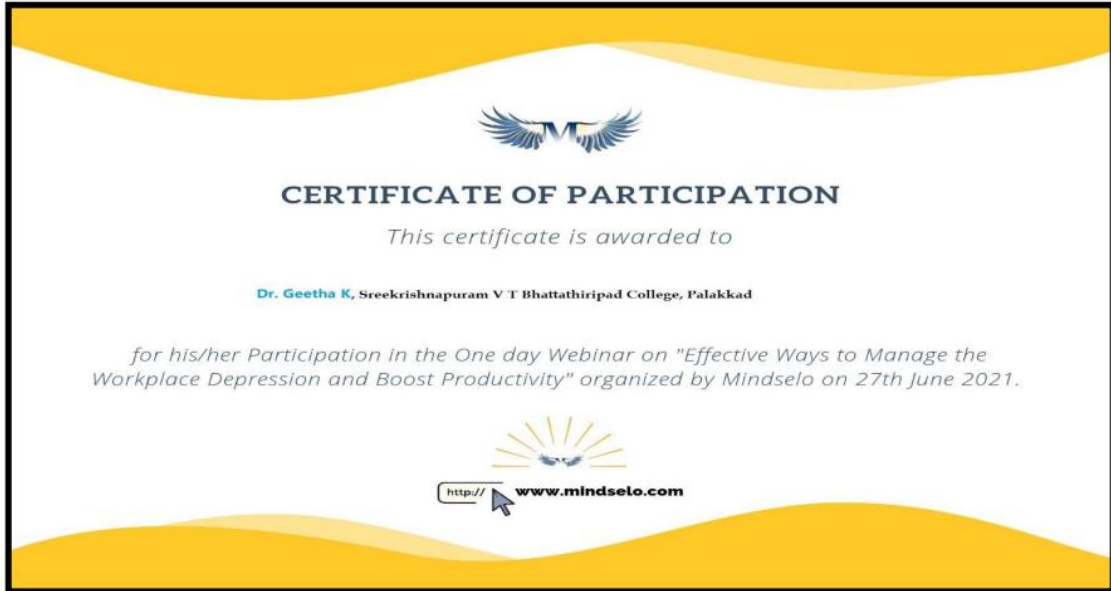 M
CERTIFICATE OF PARTICIPATION
This certificate is awarded to
Dr. Geetha K, Sreekrishnapuram V T Bhattathiripad College, Palakkad
for his/her Participation in the One day Webinar on "Effective Ways to Manage the
Workplace Depression and Boost Productivity" organized by Mindselo on 27th June 2021.
http:// www.mindselo.com